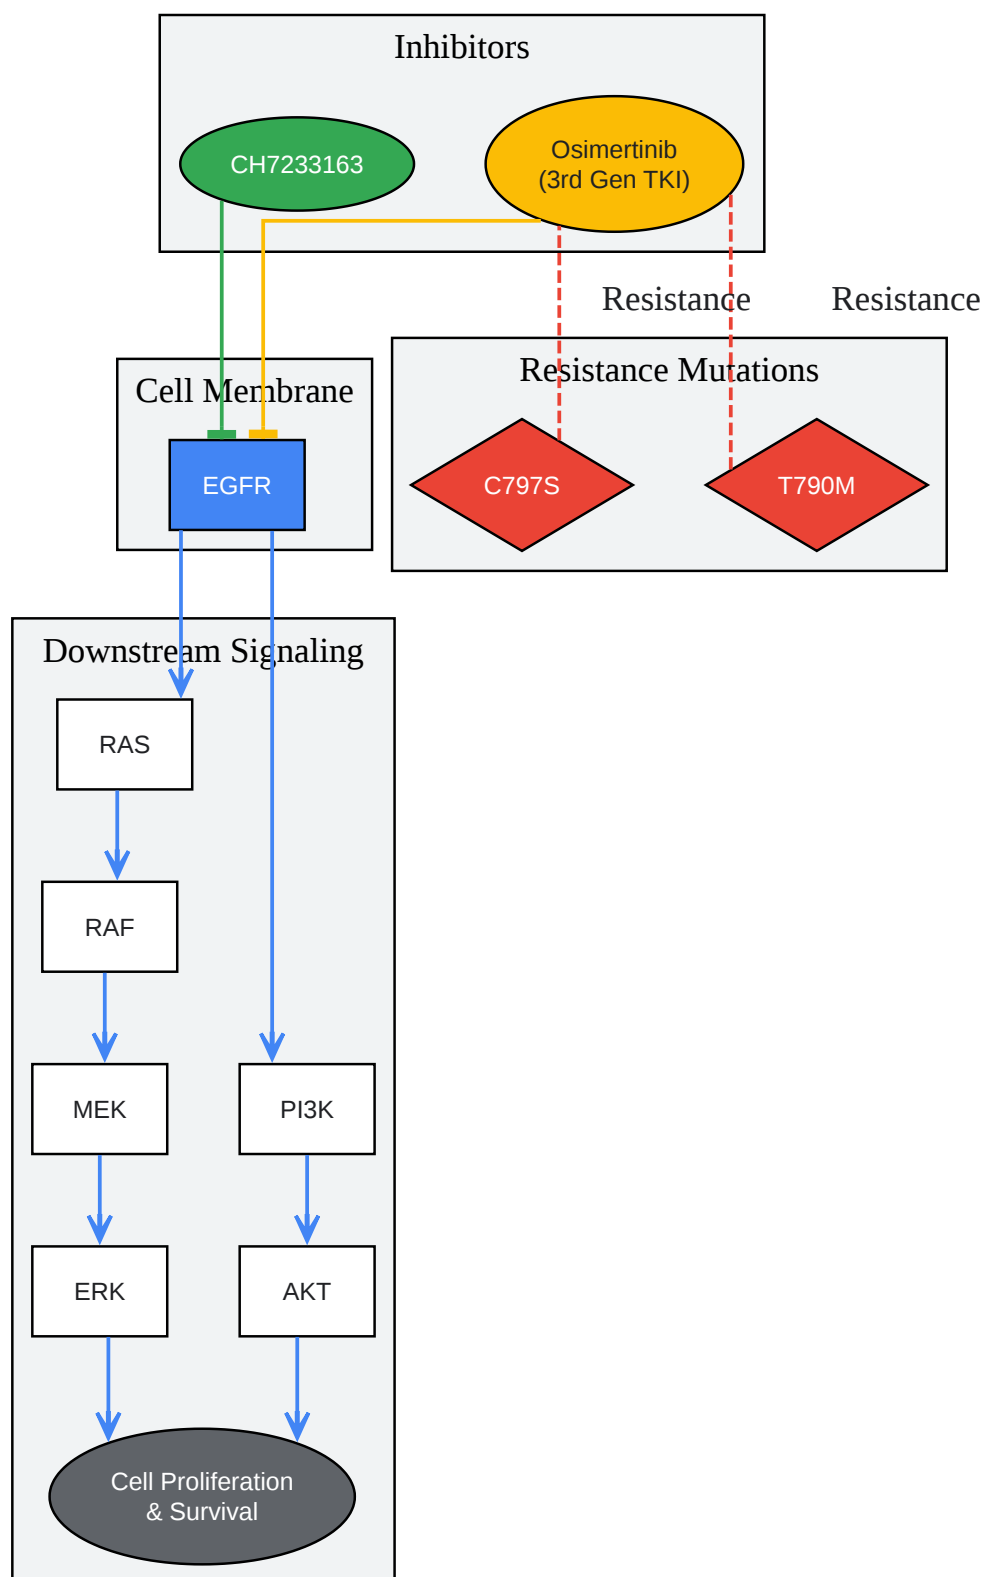 Inhibitors
CH7233163
Osimertinib
(3rd Gen TKI)
Resistance
Resistance
Cell Membrane
Resistance Mutations
EGFR
C797S
T790M
Downstream Signaling
RAS
RAF
MEK
PI3K
ERK
AKT
Cell Proliferation
& Survival